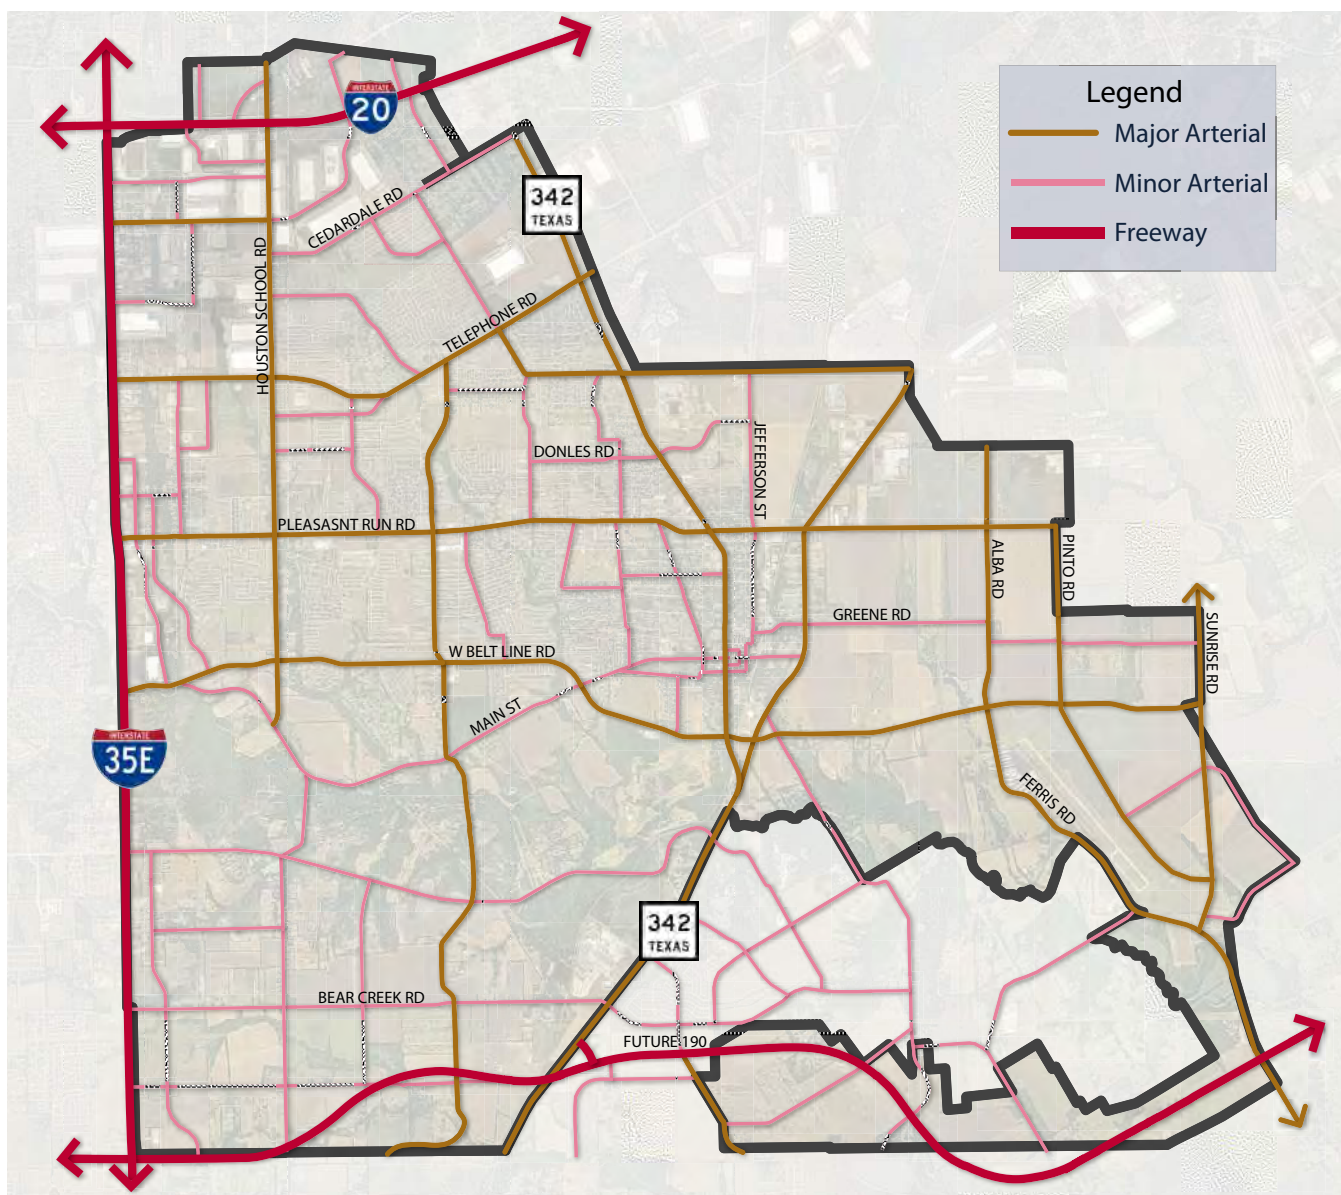 Legend
Major Arterial
Minor Arterial
Freeway
INTERSTATE
20
342
TEXAS
CEDARDALE RD
HOUSTON SCHOOL RD
TELEPHONE RD
DONLES RD
JEFFERSON ST
PLEASASNT RUN RD
ALBA RD
PINTO RD
GREENE RD
SUNRISE RD
W BELT LINE RD
MAIN ST
INTERSTATE
35E
FERRIS RD
342
TEXAS
BEAR CREEK RD
FUTURE 190